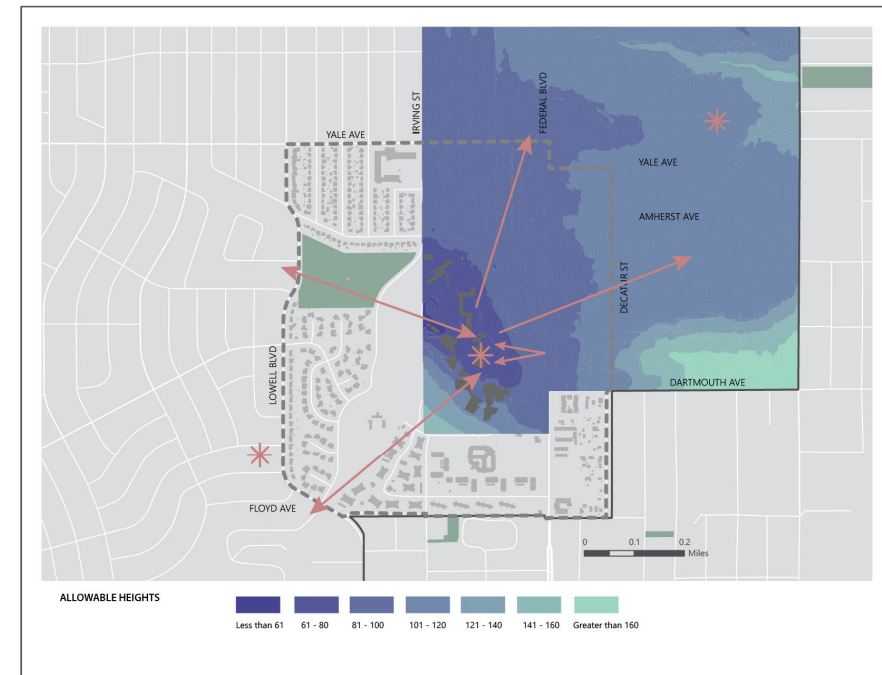 IRVING ST
FEDERAL BLVD
YALE AVE
YALE AVE
AMHERST AVE
DECATUR ST
LOWELL BLVD
DARTMOUTH AVE
FLOYD AVE
0 0.1 0.2
Miles
ALLOWABLE HEIGHTS
Less than 61 61 - 80 81 - 100 101 - 120 121 - 140 141 - 160 Greater than 160